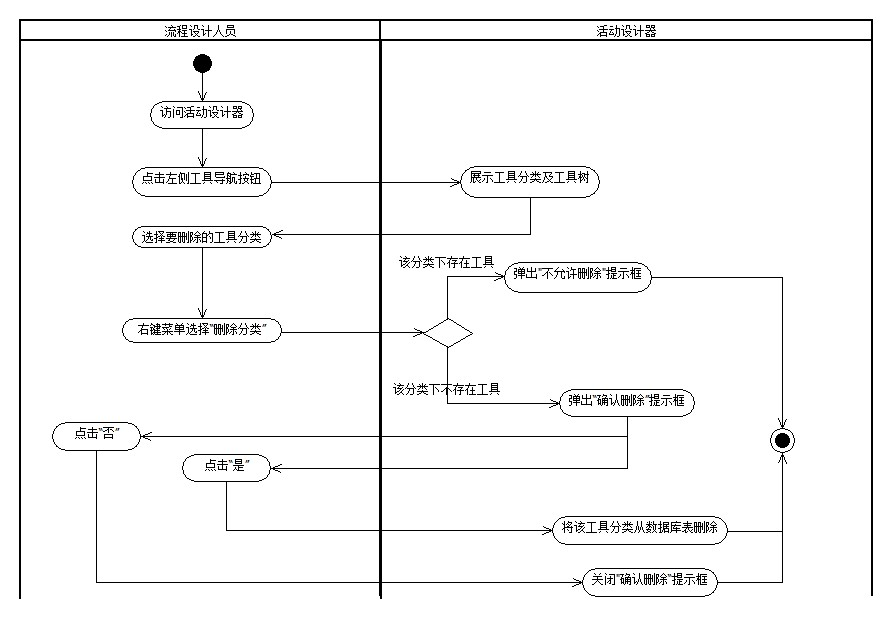 流程设计人员
活动设计器
访问活动设计器
点击左侧工具导航按钮
展示工具分类及工具树
选择要删除的工具分类
该分类下存在工具
弹出"不允许删除"提示框
右键菜单选择"删除分类"
该分类下不存在工具
弹出"确认删除"提示框
点击"否"
点击"是"
将该工具分类从数据库表删除
关闭"确认删除"提示框